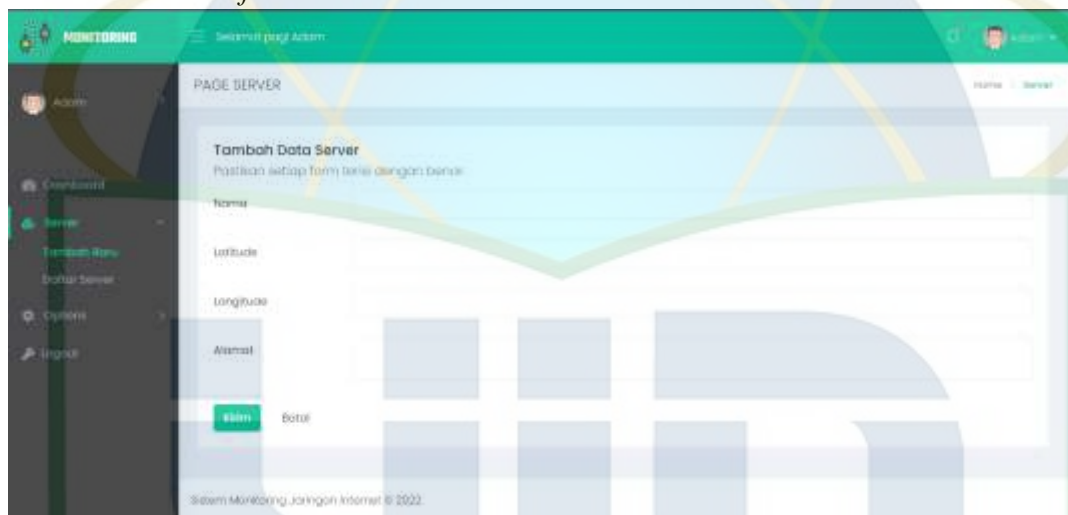 MONITORING
Selamat pagi Adam
Adam
PAGE SERVER
Home
Server
Adam
Tambah Data Server
Pastikan setiap form terisi dengan benar
Dashboard
Nama
Server
Tambah Baru
Latitude
Daftar Server
Longitude
Options
Alamat
Logout
Kirim
Batal
Sistem Monitoring Jaringan Internet © 2022